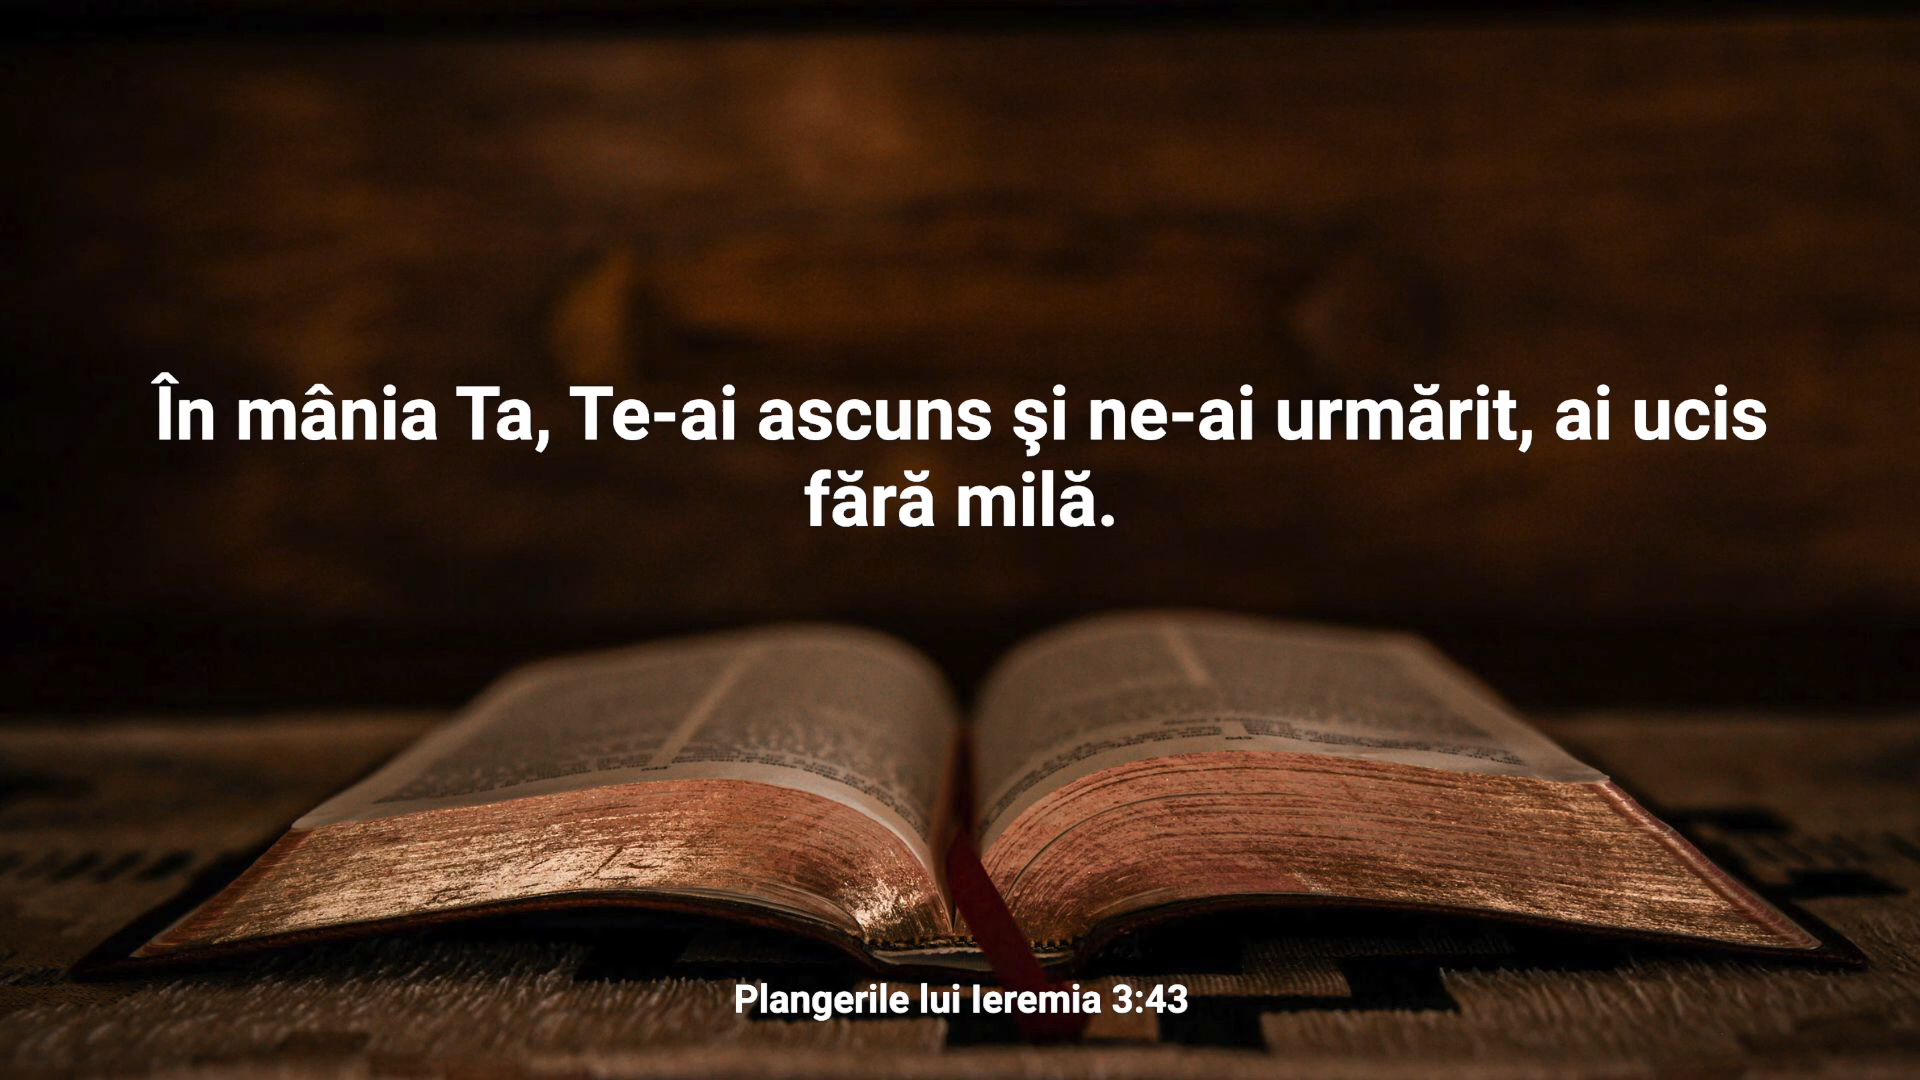 În mânia Ta, Te-ai ascuns şi ne-ai urmărit, ai ucis
fără milă.
Plangerile lui Ieremia 3:43